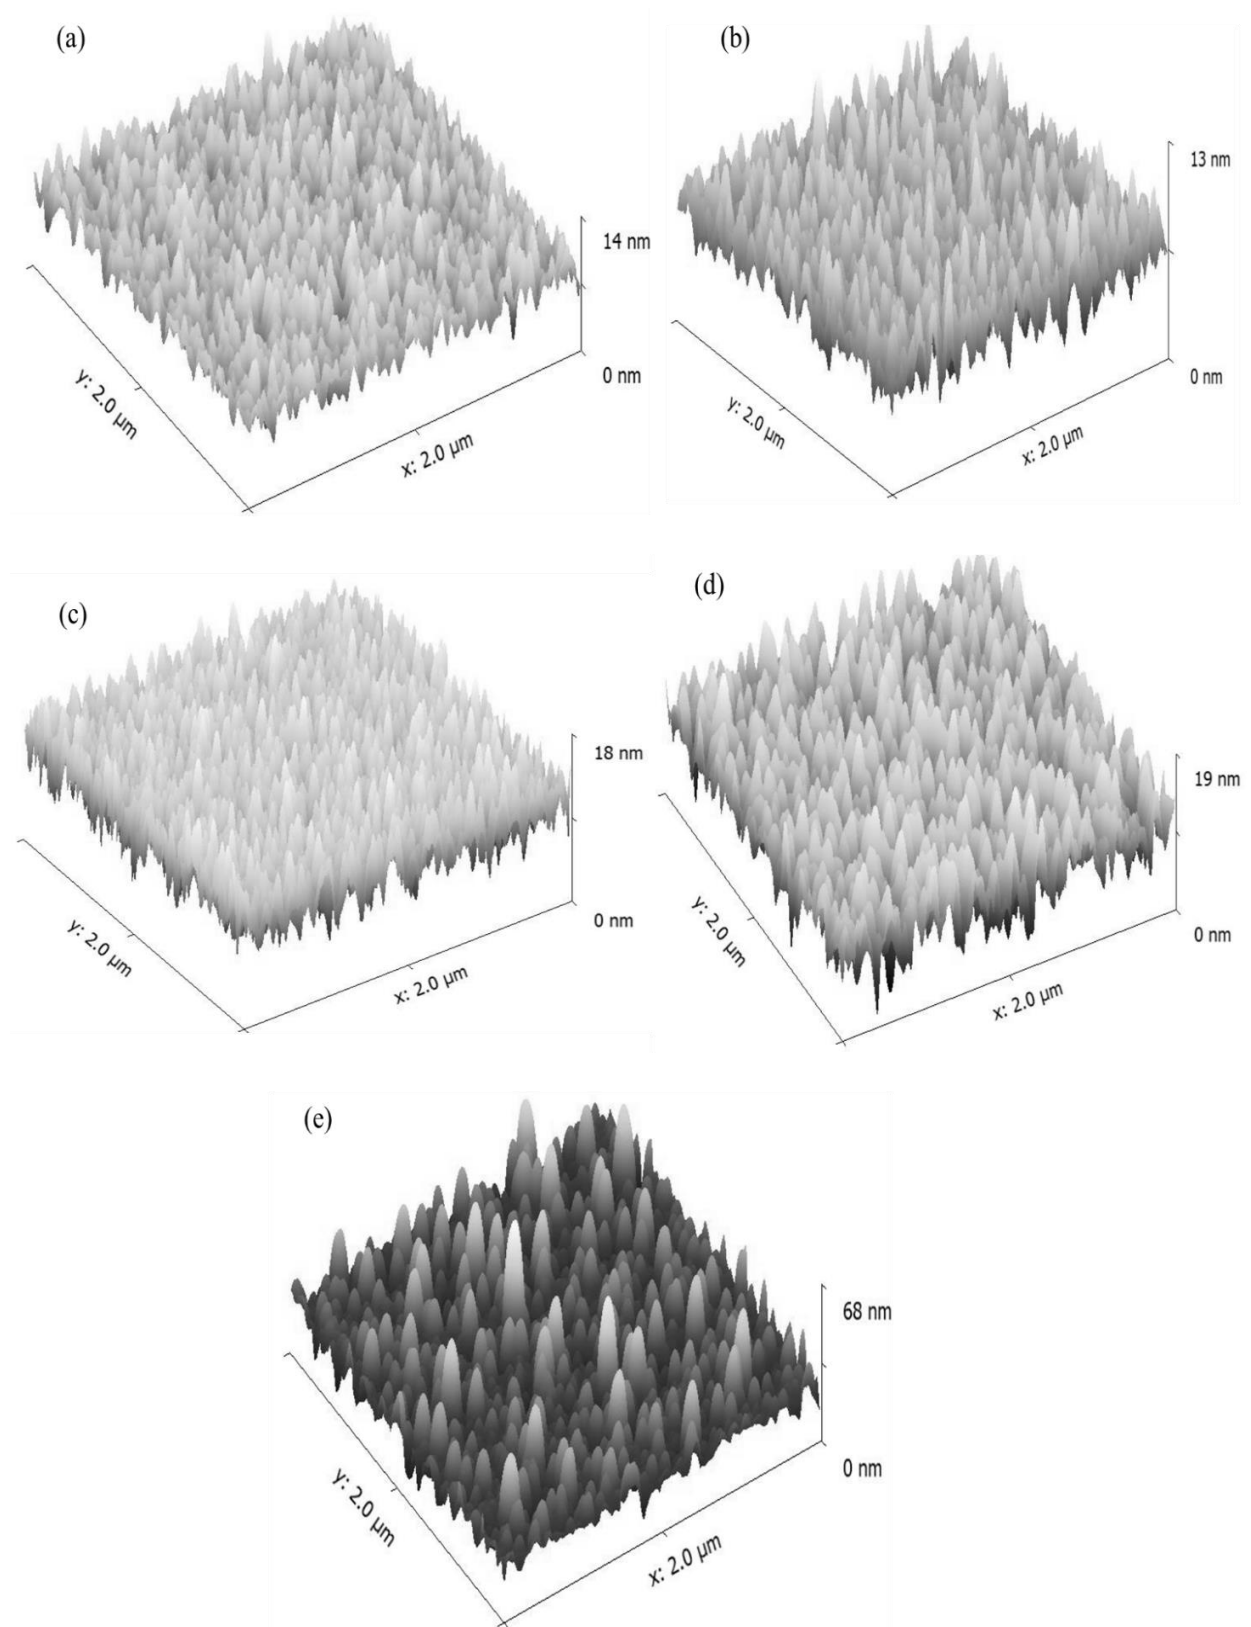 (a)
14 nm
0 nm
y: 2.0 µm
x: 2.0 µm
(b)
13 nm
0 nm
y: 2.0 µm
x: 2.0 µm
(c)
18 nm
0 nm
y: 2.0 µm
x: 2.0 µm
(d)
19 nm
0 nm
y: 2.0 µm
x: 2.0 µm
(e)
68 nm
0 nm
y: 2.0 µm
x: 2.0 µm